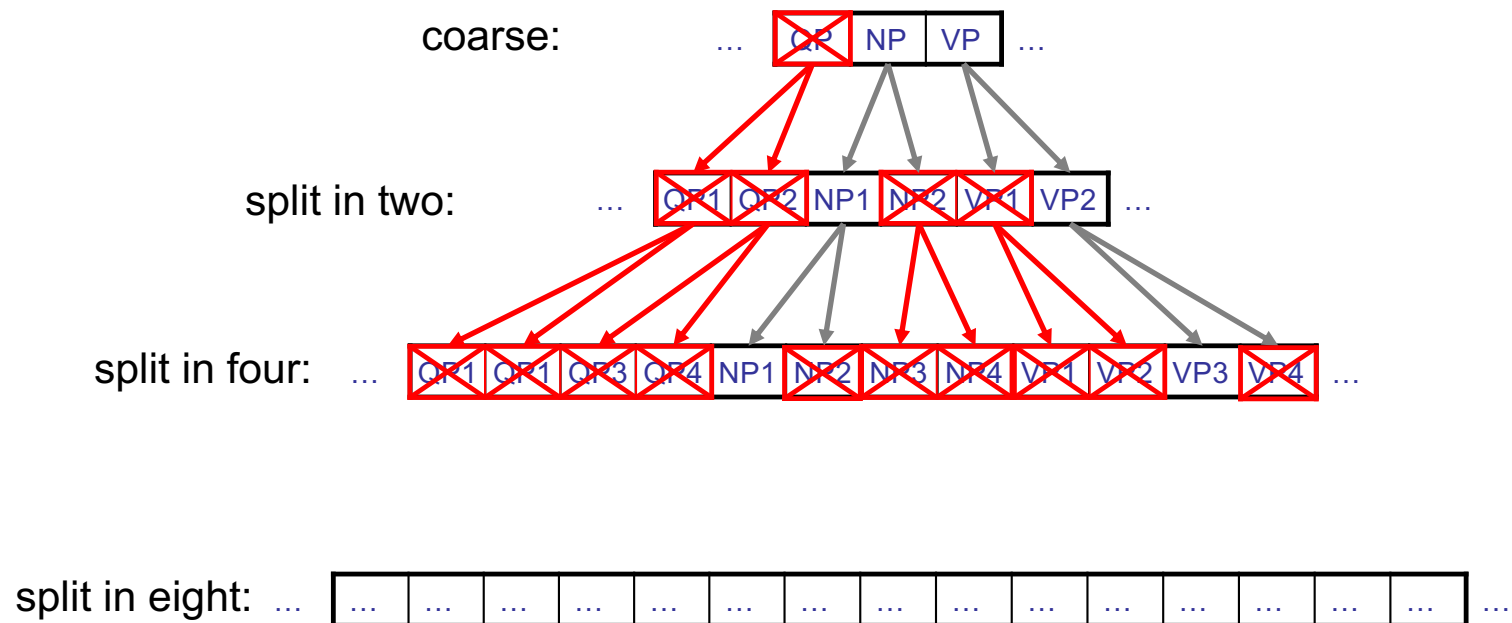 coarse: … QP NP VP …
split in two: … QP1 QP2 NP1 NP2 VP1 VP2 …
split in four: … QP1 QP1 QP3 QP4 NP1 NP2 NP3 NP4 VP1 VP2 VP3 VP4 …
split in eight: … … … … … … … … … … … … … … … … …